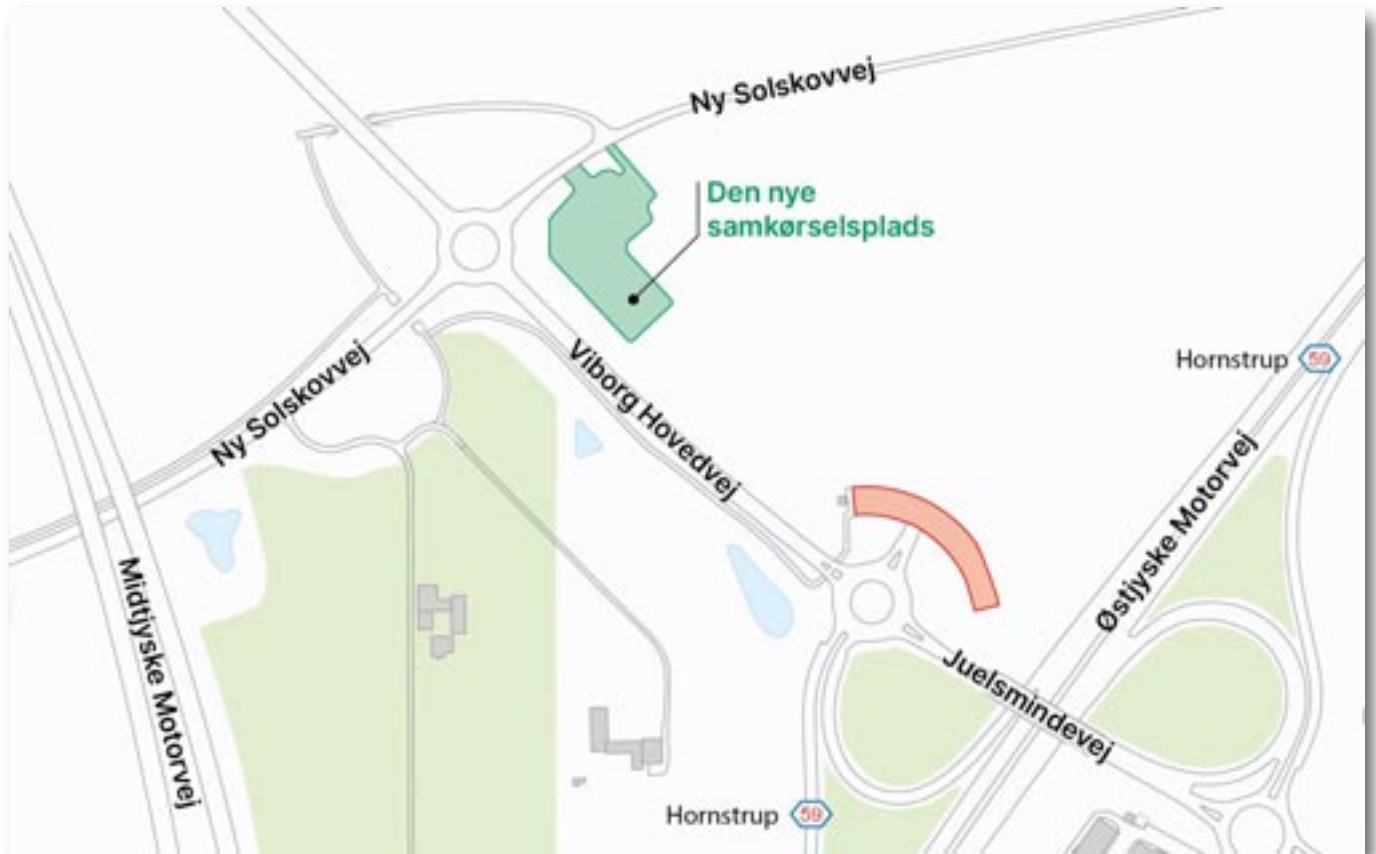 Ny Solskovvej
Den nye
samkørselsplads
Hornstrup 59
Ny Solskovvej
Viborg Hovedvej
Østjyske Motorvej
Midtjyske Motorvej
Juelsmindevej
Hornstrup 59